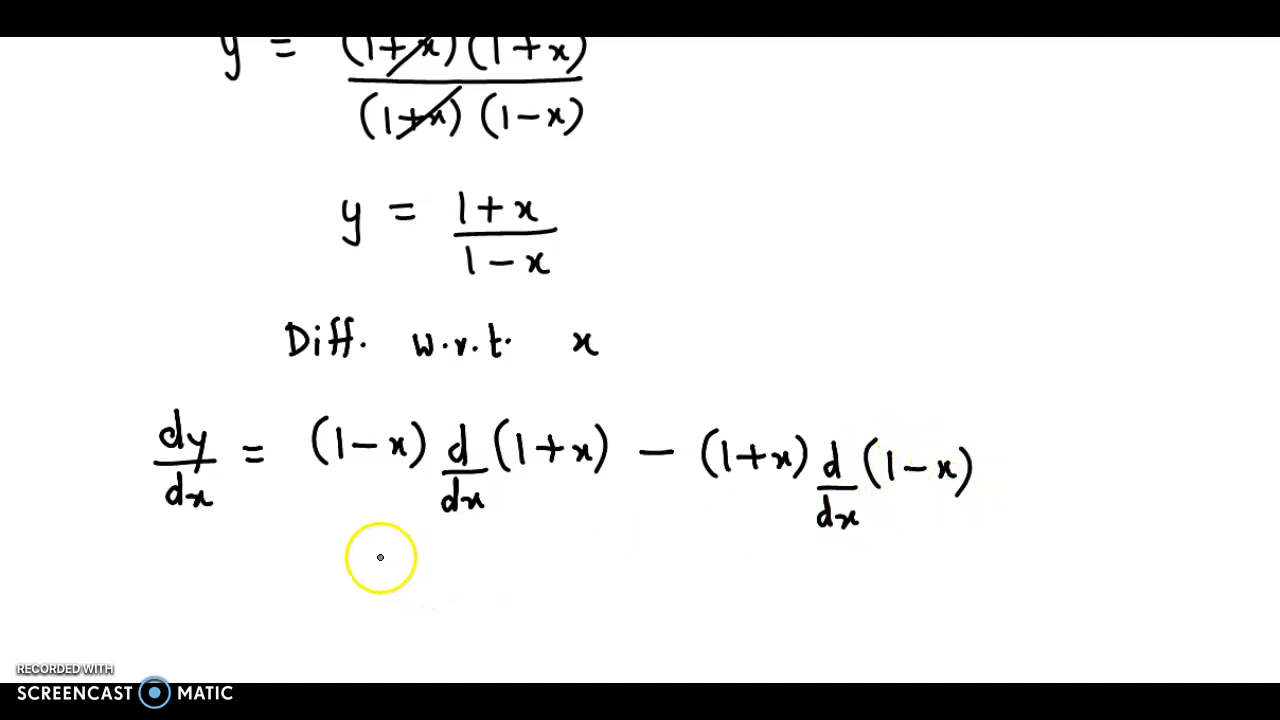 y = (1+x)(1+x)
(1+x)(1-x)
y = 1+x
1-x
Diff. w.r.t. x
dy/dx = (1-x) d/dx (1+x) - (1+x) d/dx (1-x)
RECORDED WITH
SCREENCAST MATIC